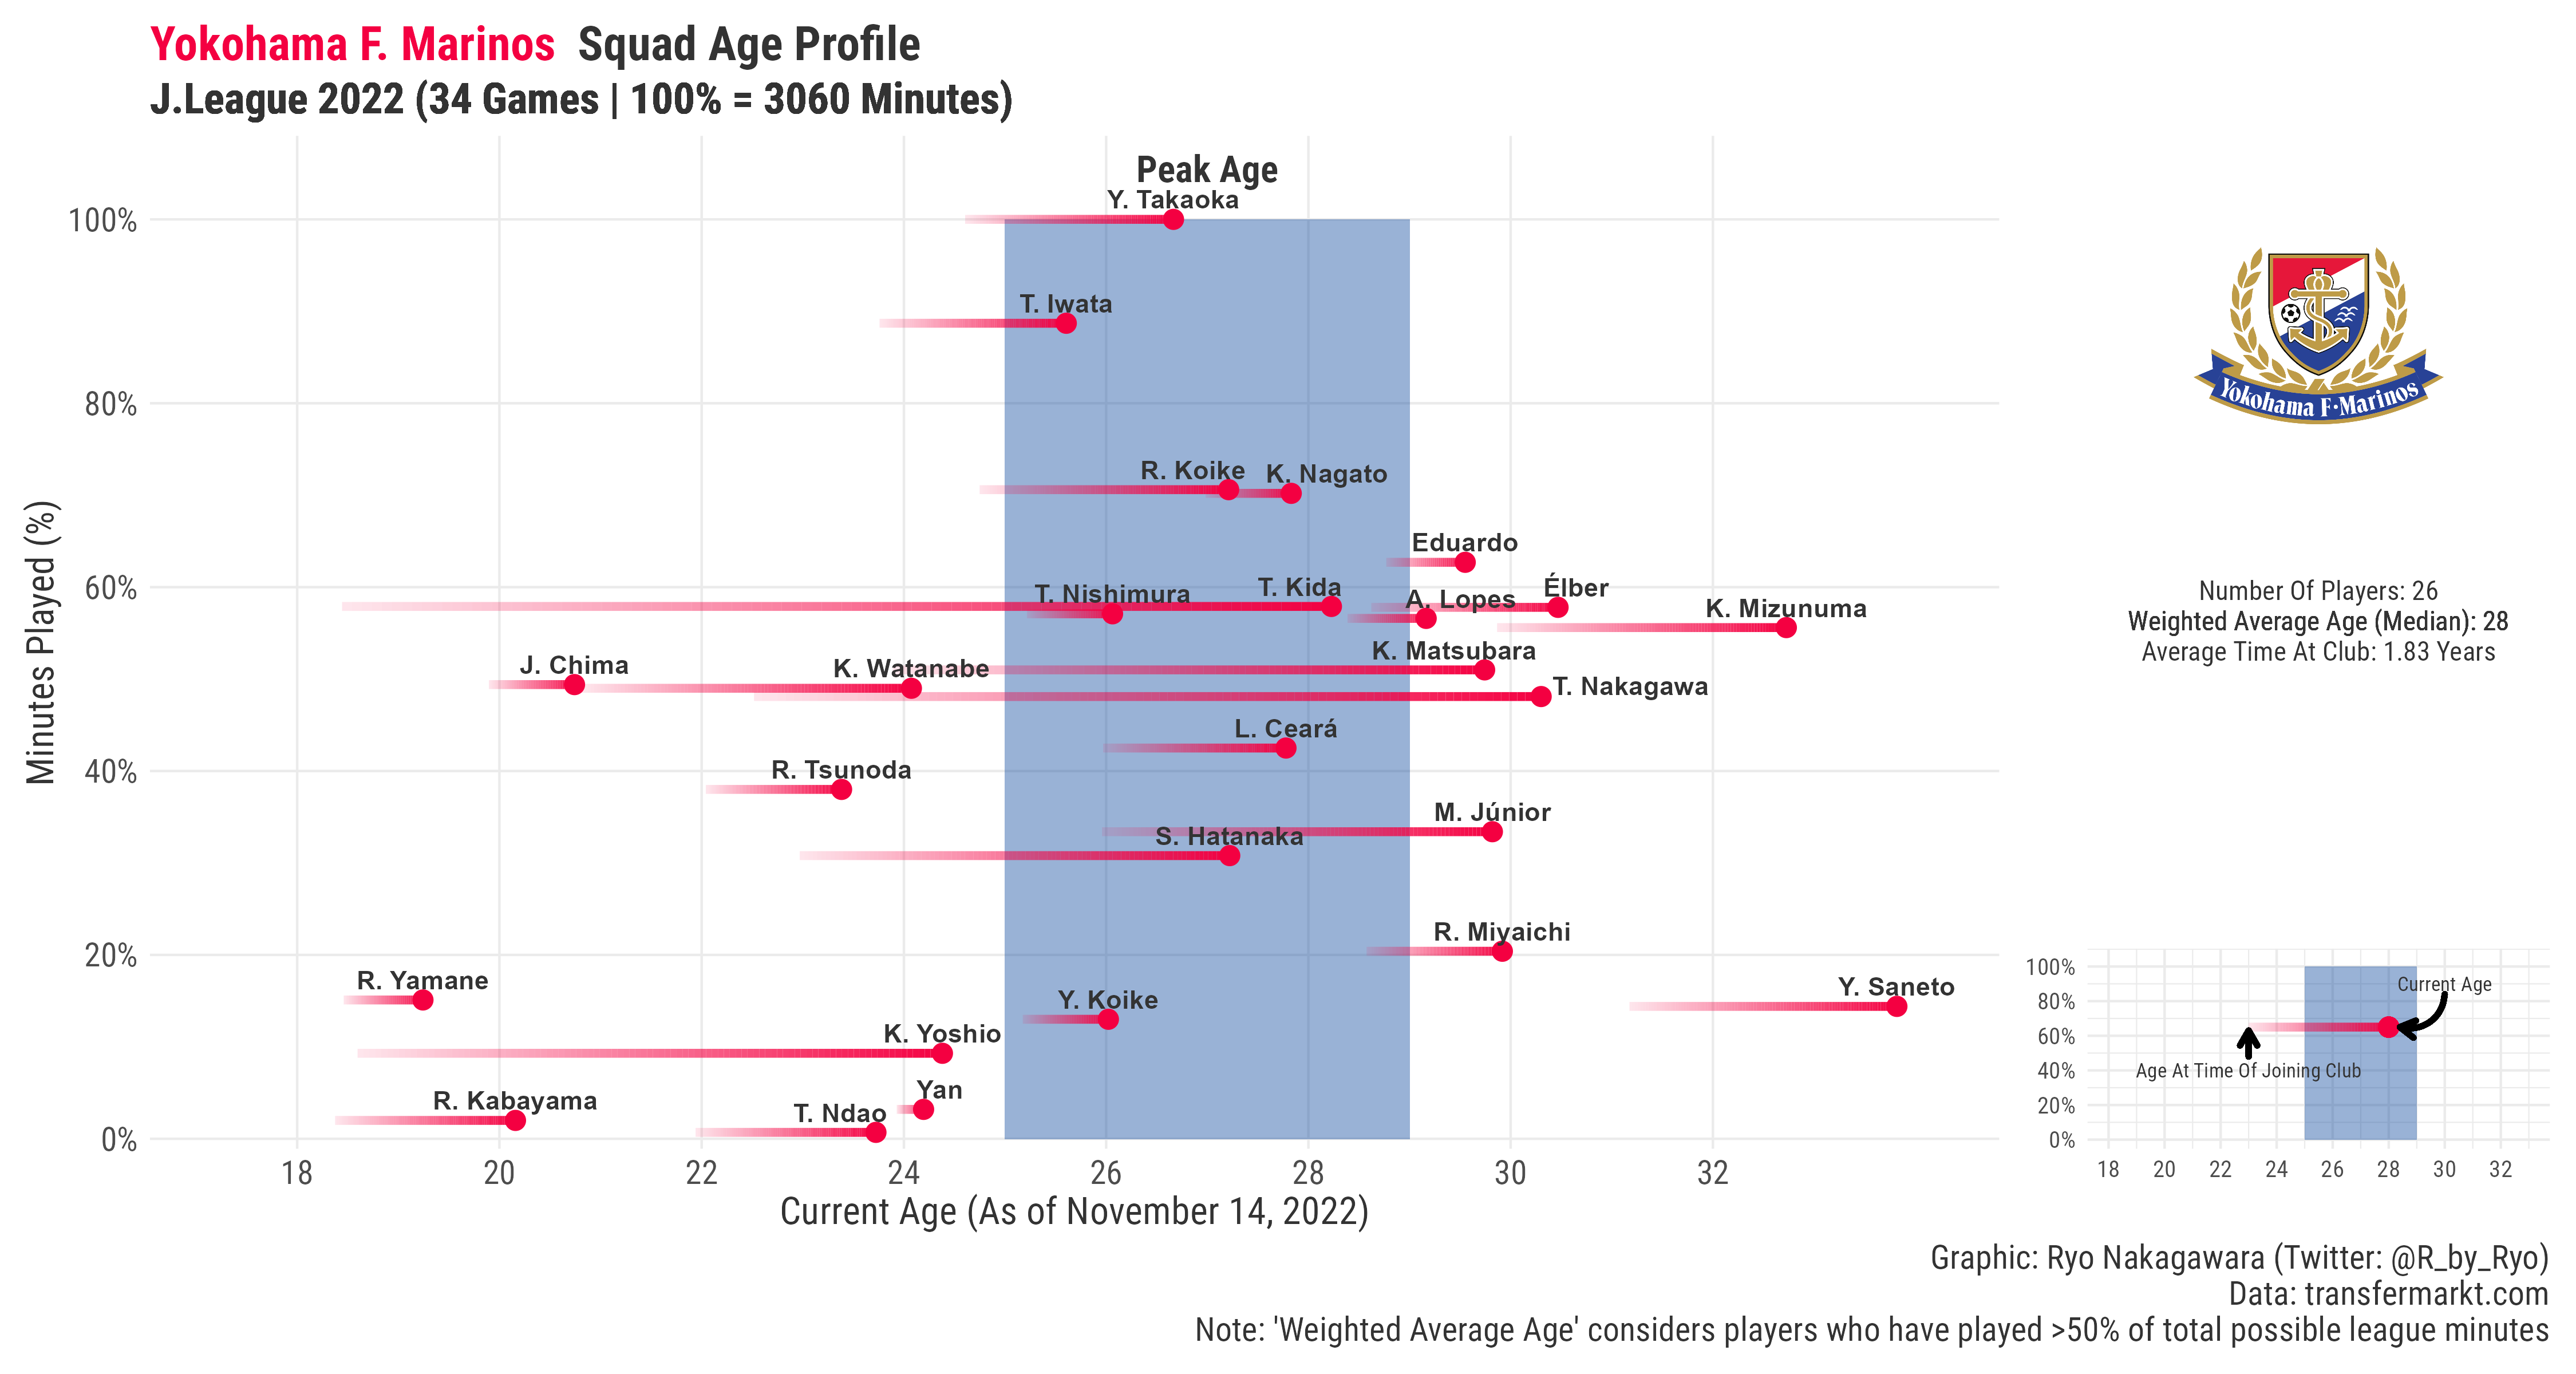 Yokohama F. Marinos Squad Age Profile
J.League 2022 (34 Games | 100% = 3060 Minutes)
Peak Age
Y. Takaoka
100%
T. Iwata
80%
R. Koike
K. Nagato
Eduardo
60%
T. Nishimura
T. Kida
A. Lopes
Élber
K. Mizunuma
K. Matsubara
J. Chima
K. Watanabe
T. Nakagawa
L. Ceará
40%
R. Tsunoda
M. Júnior
S. Hatanaka
R. Miyaichi
20%
R. Yamane
Y. Saneto
Y. Koike
K. Yoshio
Yan
R. Kabayama
T. Ndao
0%
Minutes Played (%)
18 20 22 24 26 28 30 32
Current Age (As of November 14, 2022)
Yokohama F·Marinos
Number Of Players: 26
Weighted Average Age (Median): 28
Average Time At Club: 1.83 Years
100%
80%
60%
40%
20%
0%
Current Age
Age At Time Of Joining Club
18 20 22 24 26 28 30 32
Graphic: Ryo Nakagawara (Twitter: @R_by_Ryo)
Data: transfermarkt.com
Note: 'Weighted Average Age' considers players who have played >50% of total possible league minutes